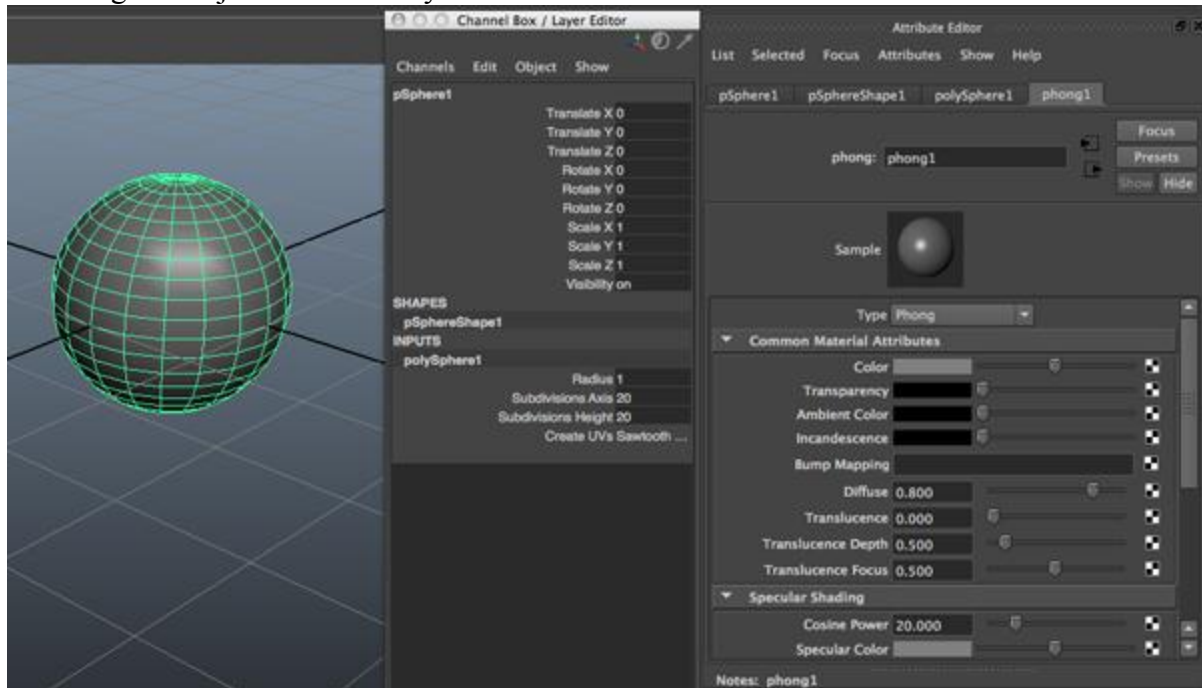 Channel Box / Layer Editor
Channels Edit Object Show
pSphere1
Translate X 0
Translate Y 0
Translate Z 0
Rotate X 0
Rotate Y 0
Rotate Z 0
Scale X 1
Scale Y 1
Scale Z 1
Visibility on
SHAPES
pSphereShape1
INPUTS
polySphere1
Radius 1
Subdivisions Axis 20
Subdivisions Height 20
Create UVs Sawtooth ...
Attribute Editor
List Selected Focus Attributes Show Help
pSphere1 pSphereShape1 polySphere1 phong1
phong: phong1
Focus
Presets
Show Hide
Sample
Type Phong
Common Material Attributes
Color
Transparency
Ambient Color
Incandescence
Bump Mapping
Diffuse 0.800
Translucence 0.000
Translucence Depth 0.500
Translucence Focus 0.500
Specular Shading
Cosine Power 20.000
Specular Color
Notes: phong1